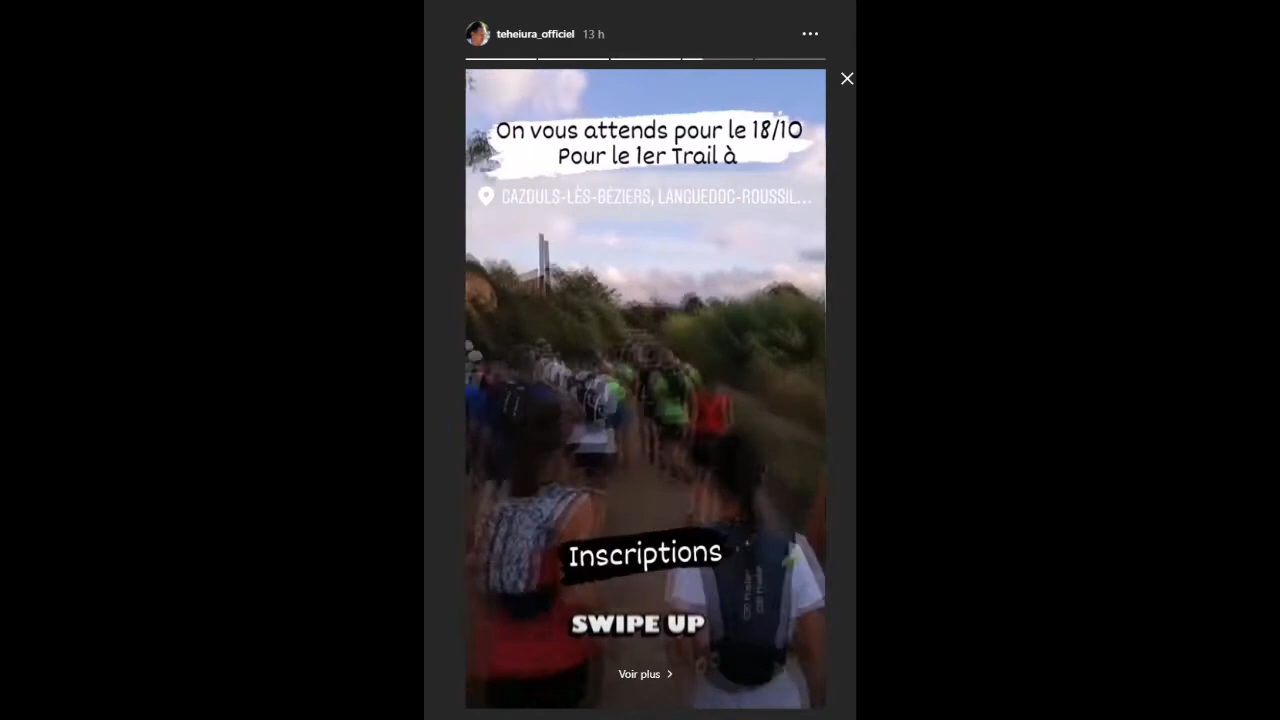 teheiura_officiel 13 h
On vous attends pour le 18/10
Pour le 1er Trail à
CAZOULS-LÈS-BÉZIERS, LANGUEDOC-ROUSSIL...
Inscriptions
SWIPE UP
Voir plus